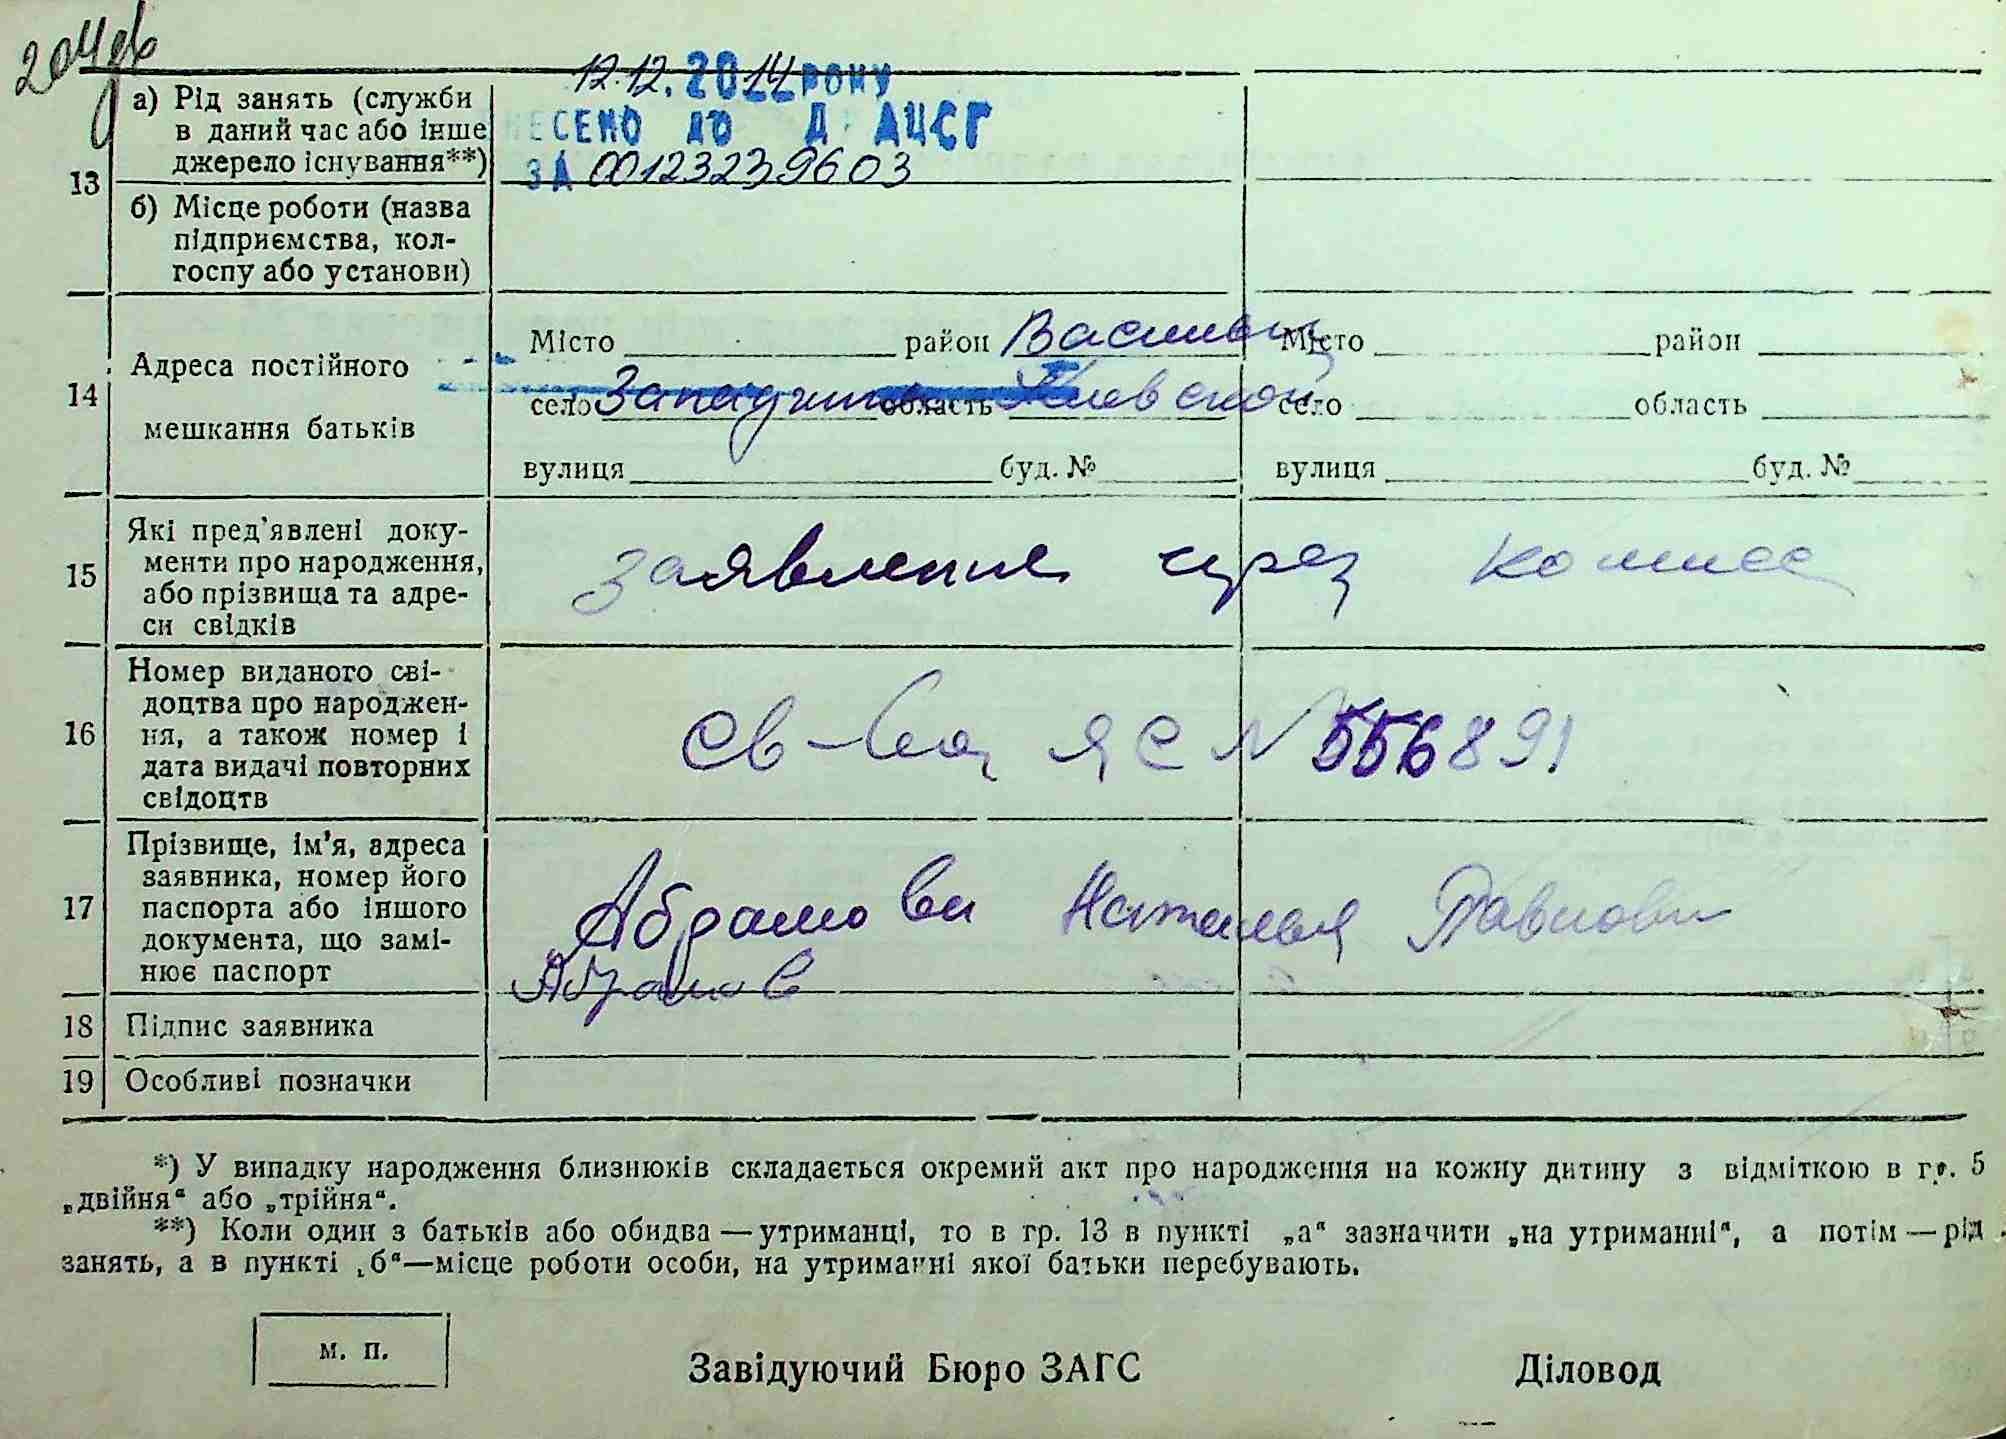 12.12.2014 року
а) Рід занять (служби
в даний час або інше
джерело існування**)
ЕСЕНО ДО Д АЦСГ
ЗА 00123239603
13
б) Місце роботи (назва
підприємства, кол-
госпу або установи)
14
Адреса постійного
мешкання батьків
Місто район Васильк Місто район
село область Киевской село область
вулиця буд. № вулиця буд. №
15
Які пред'явлені доку-
менти про народження,
або прізвища та адре-
си свідків
заявление через комисс
16
Номер виданого сві-
доцтва про народжен-
ня, а також номер і
дата видачі повторних
свідоцтв
св-во ЯС № 556891
17
Прізвище, ім'я, адреса
заявника, номер його
паспорта або іншого
документа, що замі-
нює паспорт
Абрамова Наталья Павловн
Абрамов
18 Підпис заявника
19 Особливі позначки
*) У випадку народження близнюків складається окремий акт про народження на кожну дитину з відміткою в гр. 5
„двійня“ або „трійня“.
**) Коли один з батьків або обидва — утриманці, то в гр. 13 в пункті „а“ зазначити „на утриманні“, а потім — рід
занять, а в пункті „б“—місце роботи особи, на утриманні якої батьки перебувають.
м. п.
Завідуючий Бюро ЗАГС
Діловод